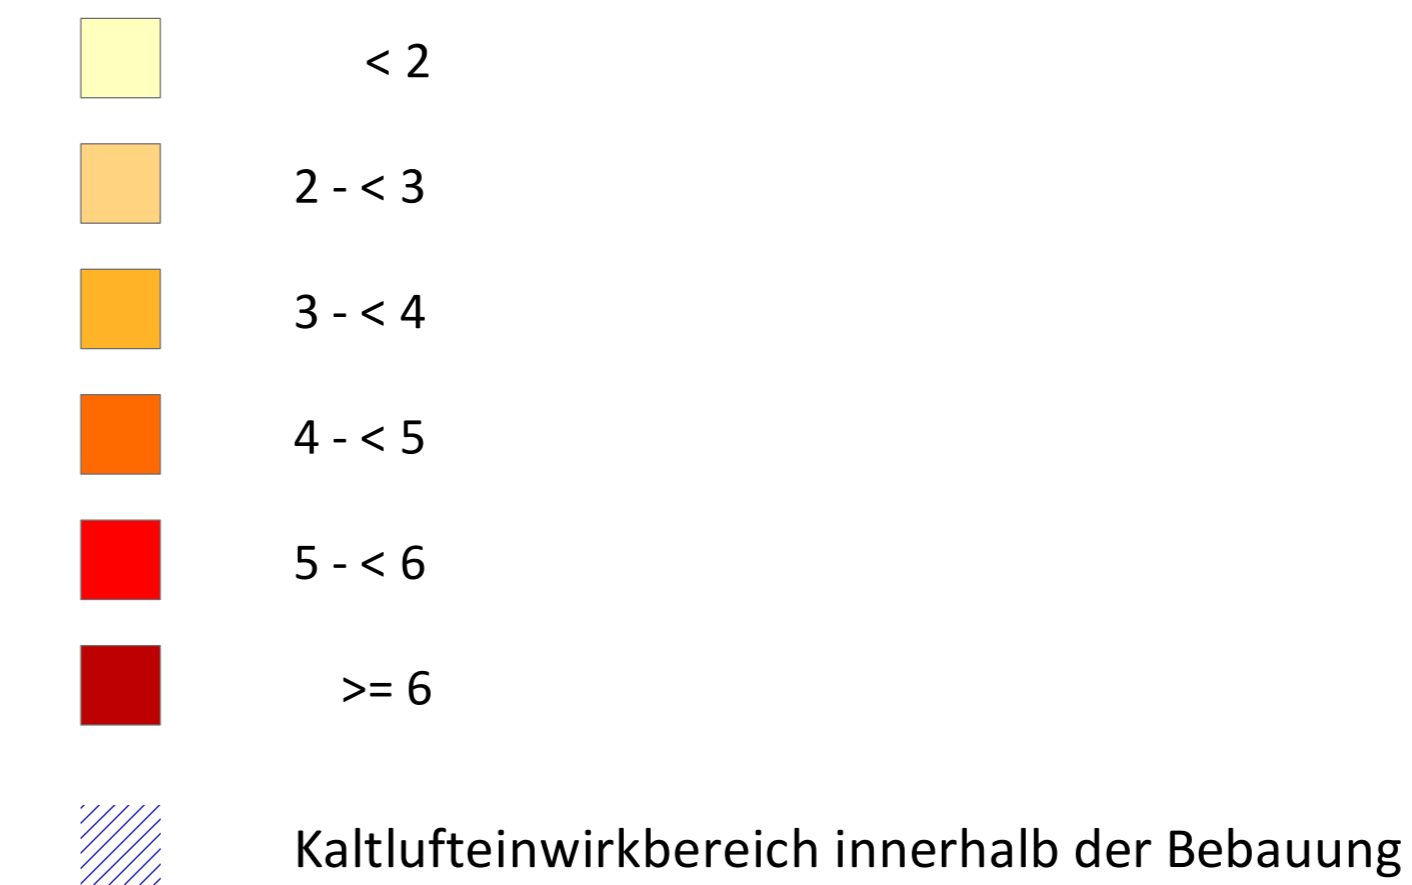 < 2
2 - < 3
3 - < 4
4 - < 5
5 - < 6
>= 6
Kaltlufteinwirkbereich innerhalb der Bebauung